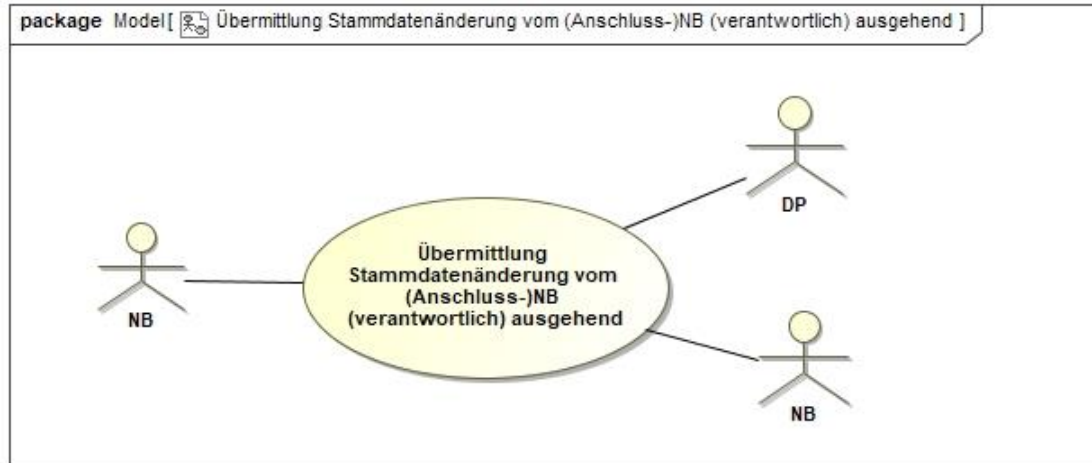 package Model[ Übermittlung Stammdatenänderung vom (Anschluss-)NB (verantwortlich) ausgehend ]
DP
NB
Übermittlung
Stammdatenänderung vom
(Anschluss-)NB
(verantwortlich) ausgehend
NB